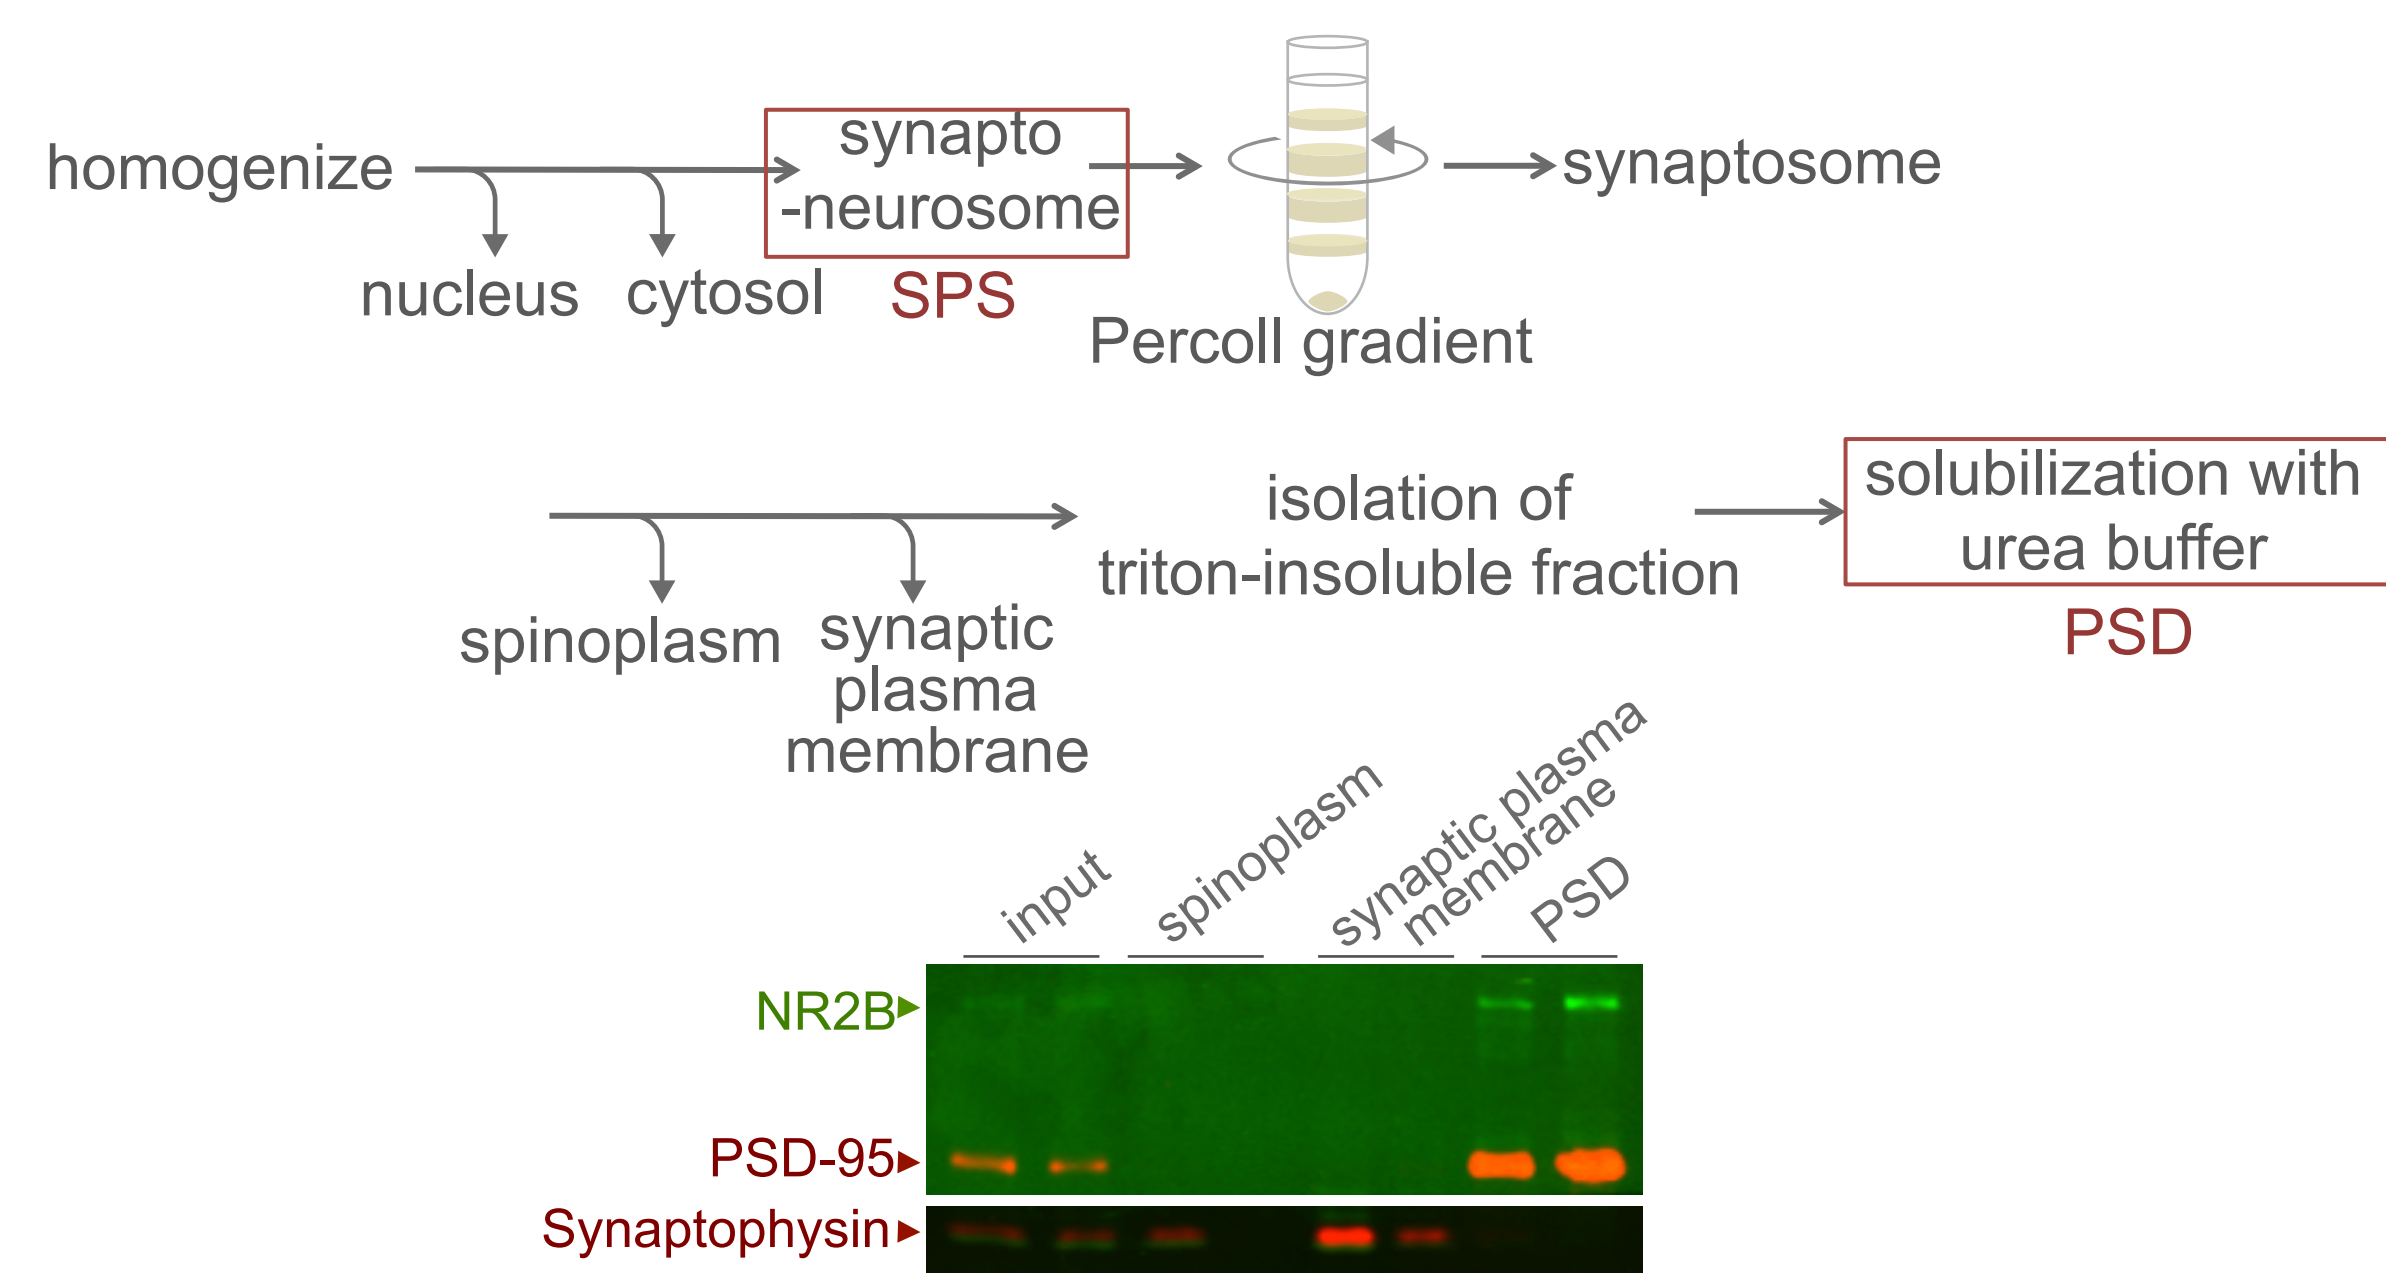 homogenize
synapto
-neurosome
synaptosome
nucleus
cytosol
SPS
Percoll gradient
isolation of
triton-insoluble fraction
solubilization with
urea buffer
PSD
spinoplasm
synaptic
plasma
membrane
input
spinoplasm
synaptic plasma
membrane
PSD
NR2B
PSD-95
Synaptophysin